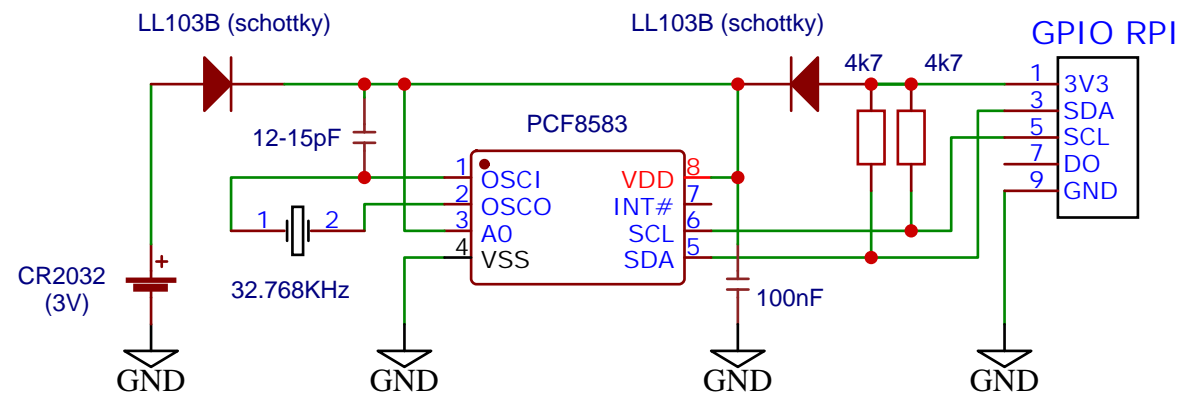 LL103B (schottky)
LL103B (schottky)
GPIO RPI
4k7
4k7
1 3V3
3 SDA
5 SCL
7 DO
9 GND
12-15pF
PCF8583
1 OSCI
2 OSCO
3 A0
4 VSS
VDD 8
INT# 7
SCL 6
SDA 5
1 2
+
CR2032
(3V)
32.768KHz
100nF
GND
GND
GND
GND